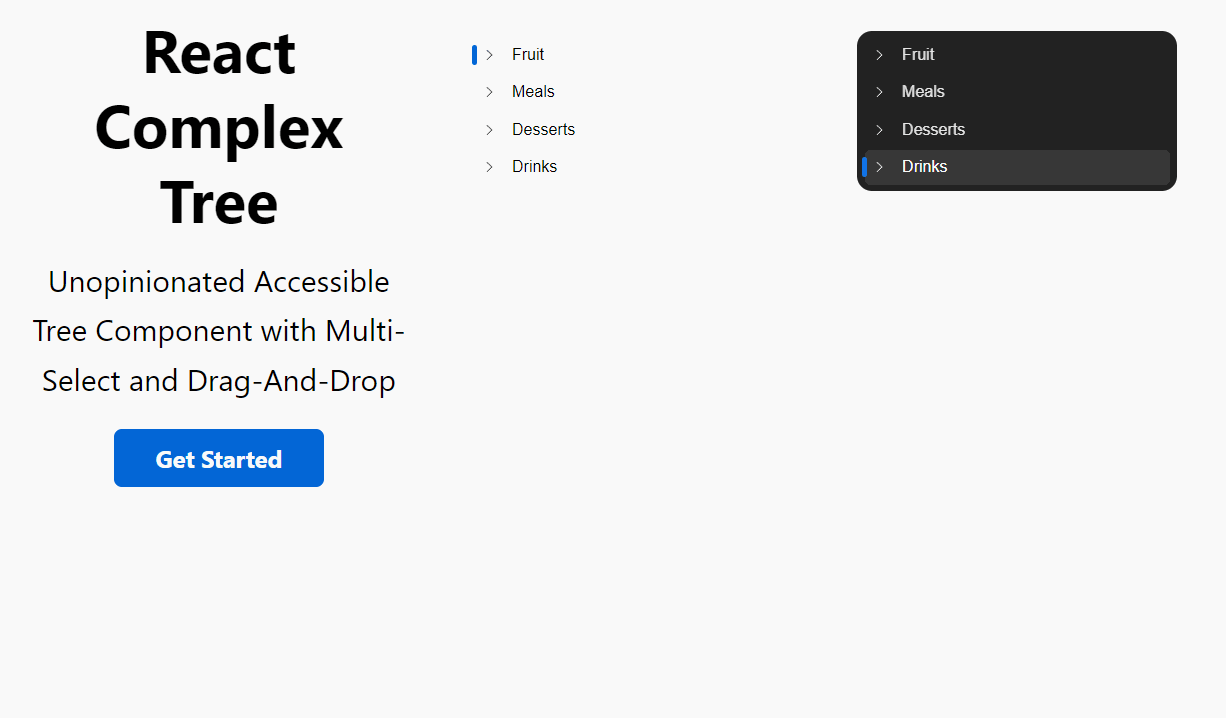 React
Complex
Tree
Unopinionated Accessible
Tree Component with Multi-
Select and Drag-And-Drop
Get Started
Fruit
Meals
Desserts
Drinks
Fruit
Meals
Desserts
Drinks